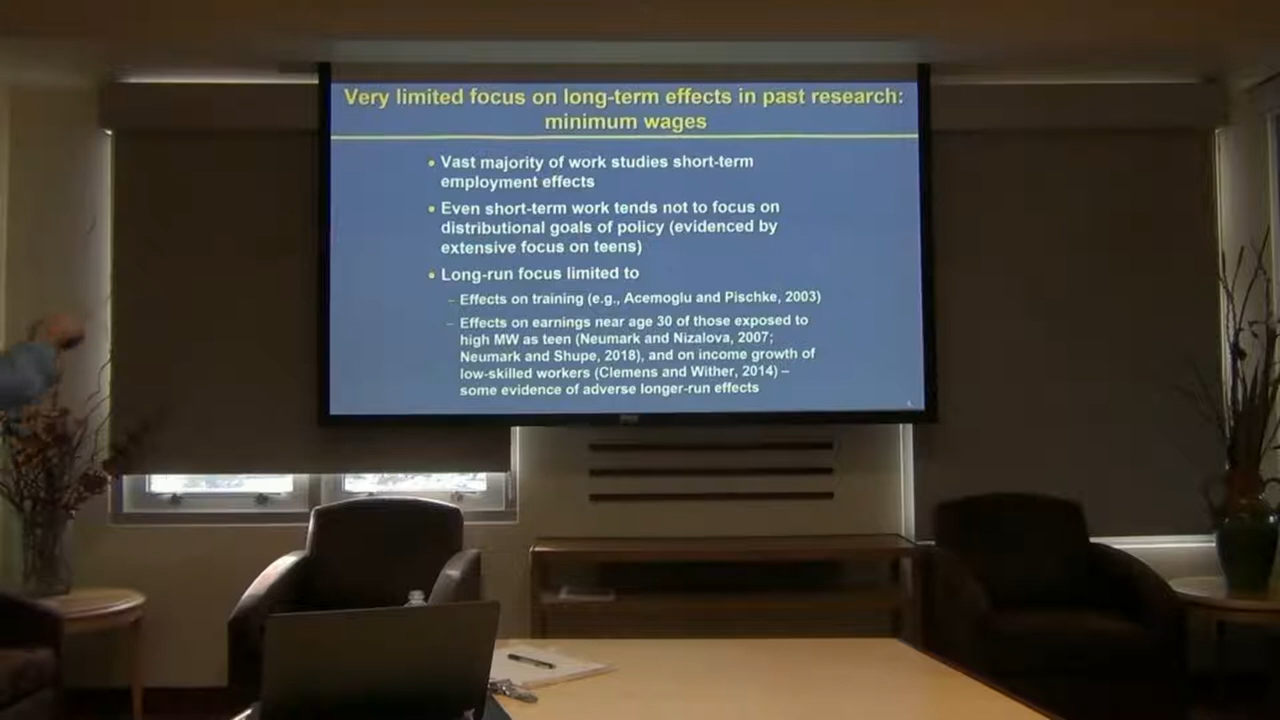 Very limited focus on long-term effects in past research:
minimum wages
• Vast majority of work studies short-term
employment effects
• Even short-term work tends not to focus on
distributional goals of policy (evidenced by
extensive focus on teens)
• Long-run focus limited to
– Effects on training (e.g., Acemoglu and Pischke, 2003)
– Effects on earnings near age 30 of those exposed to
high MW as teen (Neumark and Nizalova, 2007;
Neumark and Shupe, 2018), and on income growth of
low-skilled workers (Clemens and Wither, 2014) –
some evidence of adverse longer-run effects